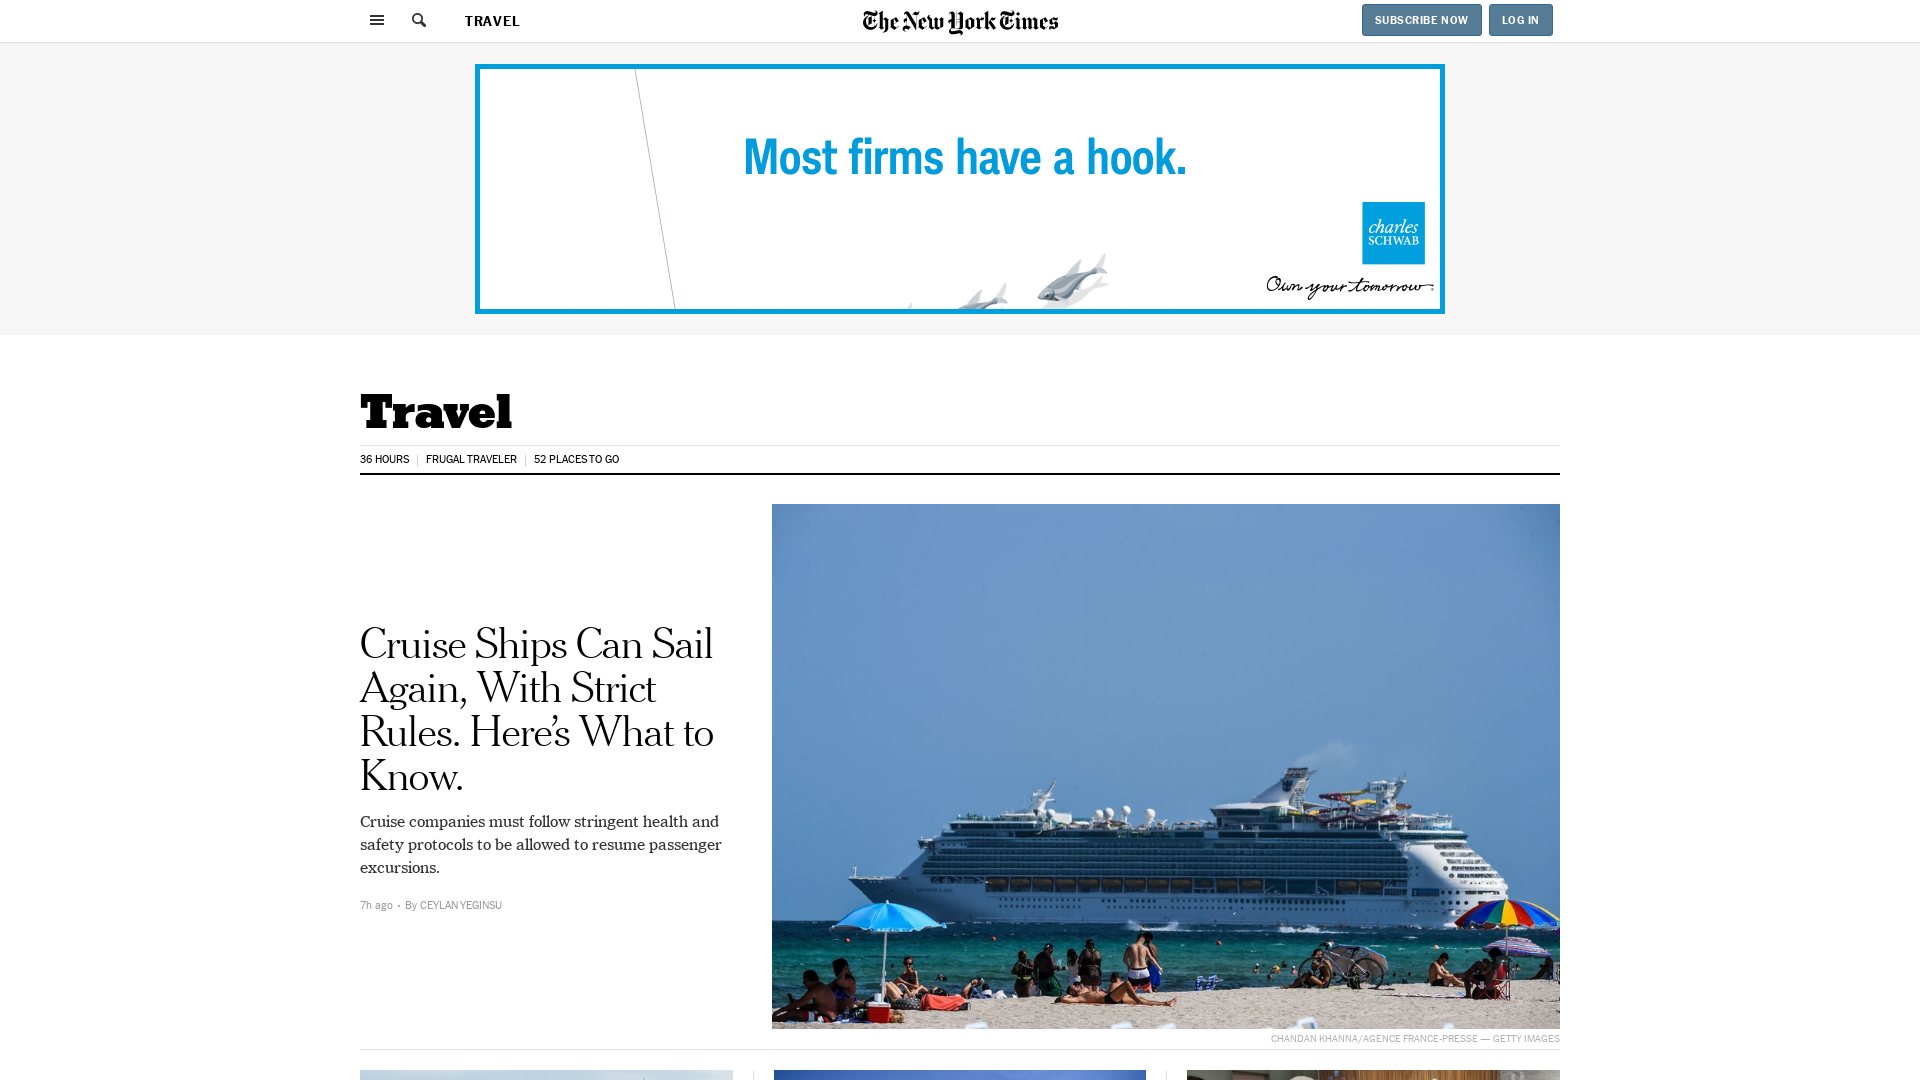 TRAVEL
The New York Times
SUBSCRIBE NOW
LOG IN
Most firms have a hook.
charles
SCHWAB
Own your tomorrow
Travel
36 HOURS
FRUGAL TRAVELER
52 PLACES TO GO
Cruise Ships Can Sail
Again, With Strict
Rules. Here’s What to
Know.
Cruise companies must follow stringent health and
safety protocols to be allowed to resume passenger
excursions.
7h ago • By CEYLAN YEGINSU
CHANDAN KHANNA/AGENCE FRANCE-PRESSE — GETTY IMAGES